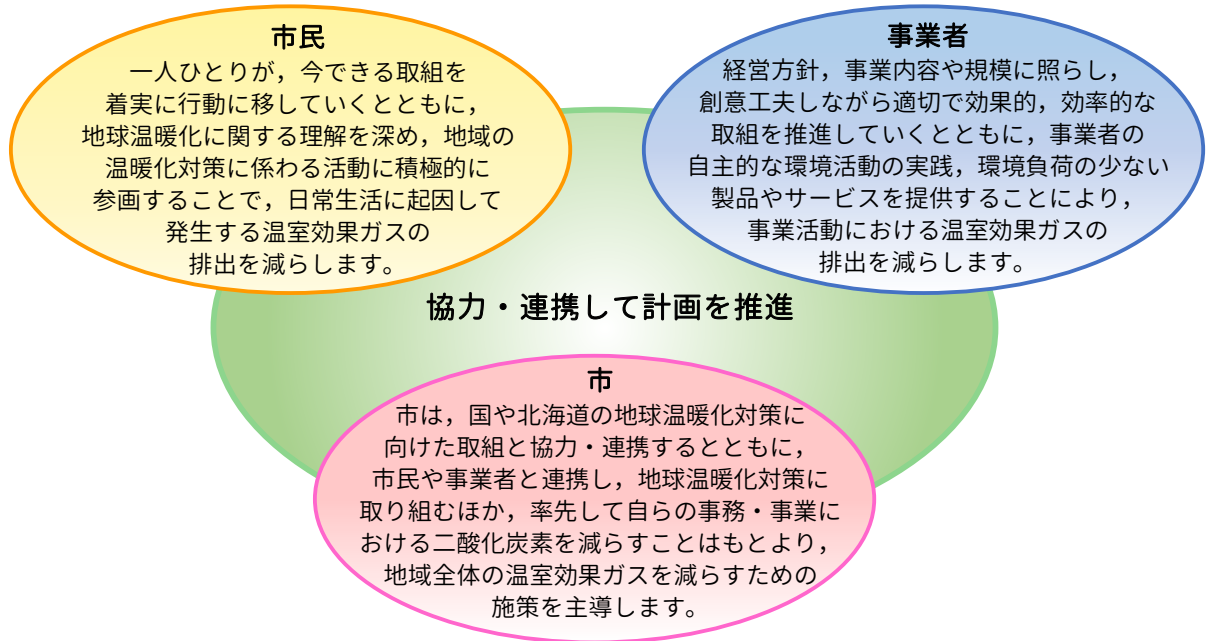 市民
一人ひとりが，今できる取組を
着実に行動に移していくとともに，
地球温暖化に関する理解を深め，地域の
温暖化対策に係わる活動に積極的に
参画することで，日常生活に起因して
発生する温室効果ガスの
排出を減らします。
事業者
経営方針，事業内容や規模に照らし，
創意工夫しながら適切で効果的，効率的な
取組を推進していくとともに，事業者の
自主的な環境活動の実践，環境負荷の少ない
製品やサービスを提供することにより，
事業活動における温室効果ガスの
排出を減らします。
協力・連携して計画を推進
市
市は，国や北海道の地球温暖化対策に
向けた取組と協力・連携するとともに，
市民や事業者と連携し，地球温暖化対策に
取り組むほか，率先して自らの事務・事業に
おける二酸化炭素を減らすことはもとより，
地域全体の温室効果ガスを減らすための
施策を主導します。